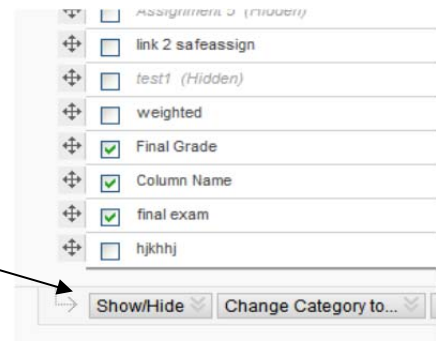 Assignment 5 (Hidden)
link 2 safeassign
test1 (Hidden)
weighted
Final Grade
Column Name
final exam
hjkhhj
Show/Hide Change Category to...